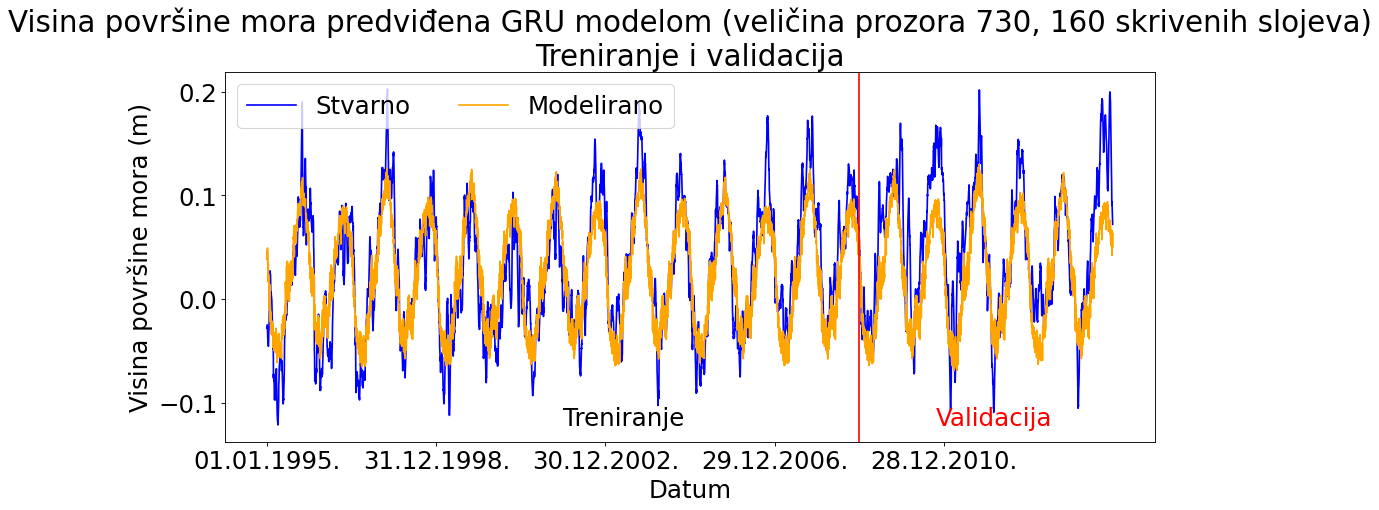 Visina površine mora predviđena GRU modelom (veličina prozora 730, 160 skrivenih slojeva)
Treniranje i validacija
Stvarno Modelirano
Visina površine mora (m)
0.2
0.1
0.0
−0.1
Treniranje Validacija
01.01.1995. 31.12.1998. 30.12.2002. 29.12.2006. 28.12.2010.
Datum